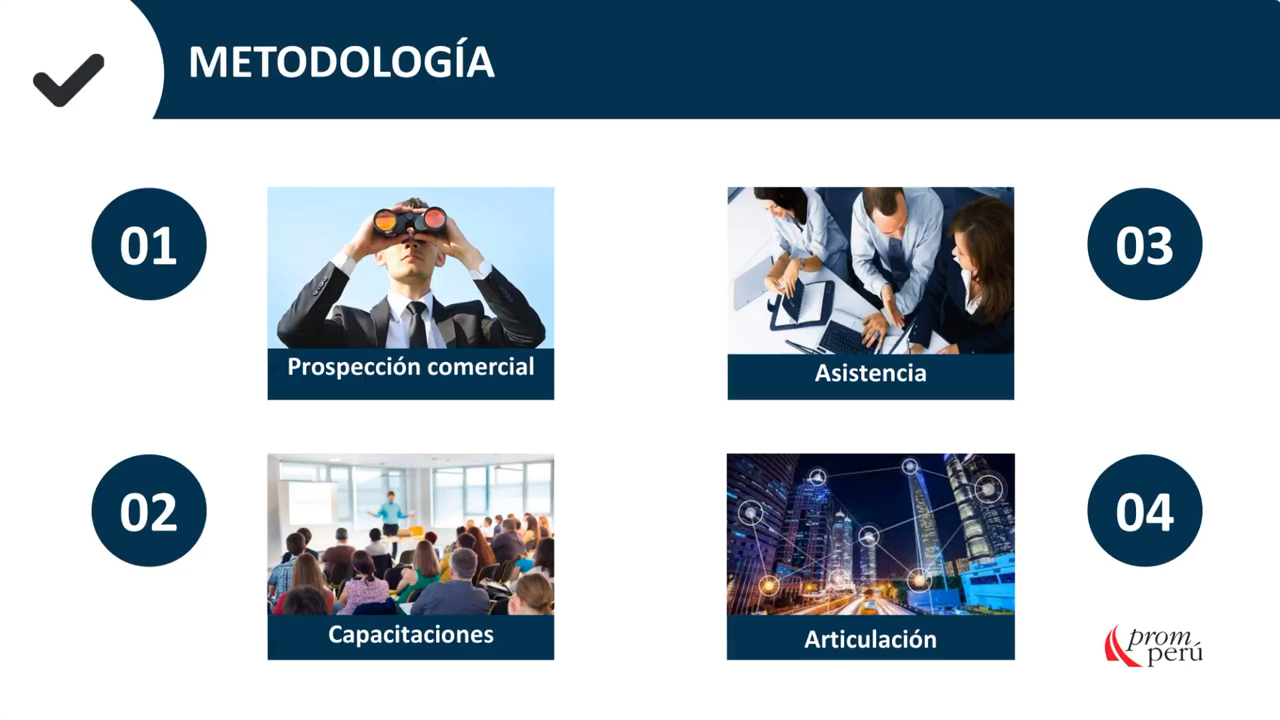 METODOLOGÍA
01
Prospección comercial
02
Capacitaciones
03
Asistencia
04
Articulación
prom
perú